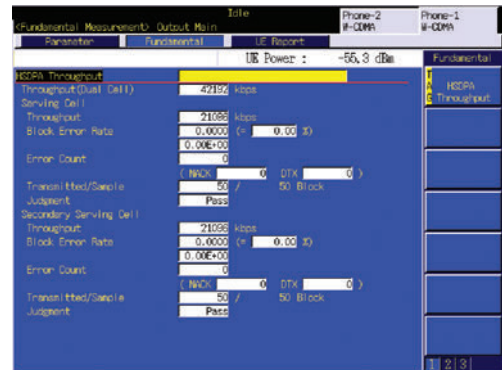 Idle
<Fundamental Measurement> Output Main
Phone-2
W-CDMA
Phone-1
W-CDMA
Parameter Fundamental UE Report
UE Power : -55.3 dBm
Fundamental
HSDPA Throughput
Throughput(Dual Cell) 42192 kbps
Serving Cell
Throughput 21096 kbps
Block Error Rate 0.0000 (= 0.00 %)
0.00E+00
Error Count 0
( NACK 0 DTX 0 )
Transmitted/Sample 50 / 50 Block
Judgment Pass
Secondary Serving Cell
Throughput 21096 kbps
Block Error Rate 0.0000 (= 0.00 %)
0.00E+00
Error Count 0
( NACK 0 DTX 0 )
Transmitted/Sample 50 / 50 Block
Judgment Pass
TAG
HSDPA
Throughput
1 2 3